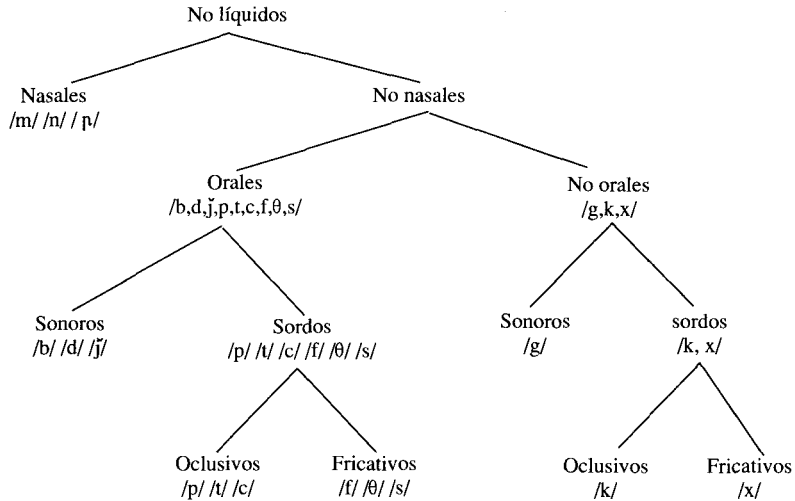 No líquidos
Nasales
/m/ /n/ / ɲ/
No nasales
Orales
/b,d,ǰ,p,t,c,f,θ,s/
No orales
/g,k,x/
Sonoros
/b/ /d/ /ǰ/
Sordos
/p/ /t/ /c/ /f/ /θ/ /s/
Sonoros
/g/
sordos
/k, x/
Oclusivos
/p/ /t/ /c/
Fricativos
/f/ /θ/ /s/
Oclusivos
/k/
Fricativos
/x/